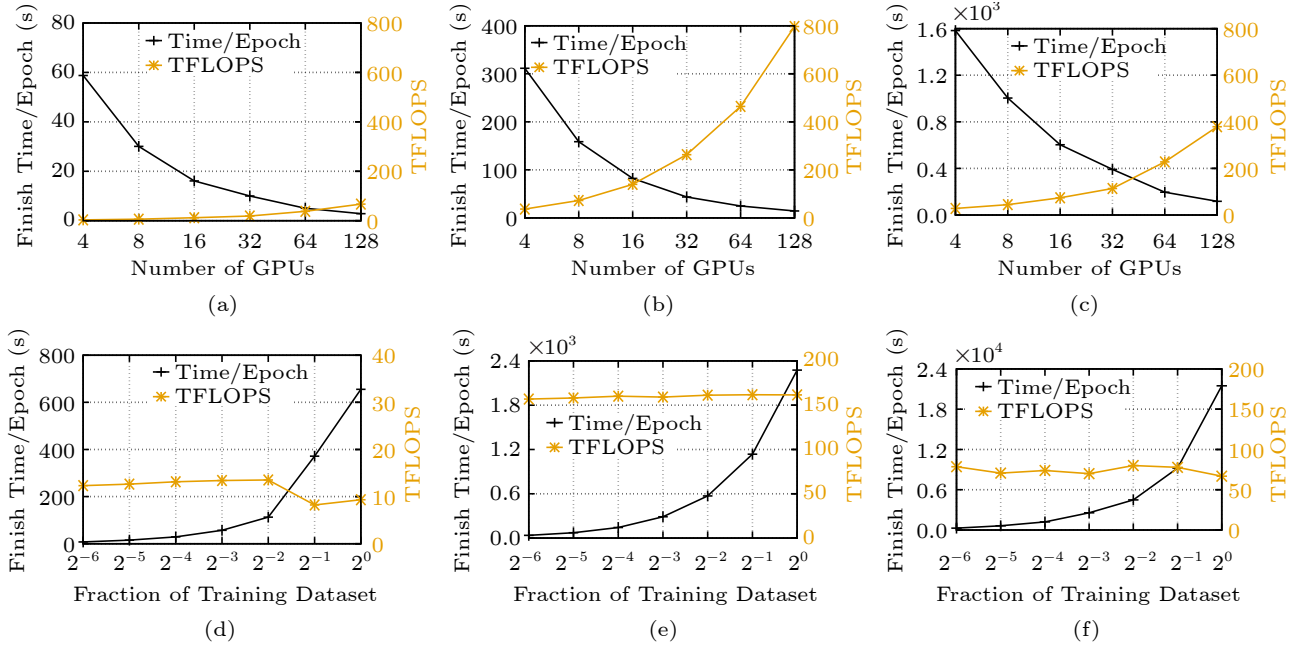 Finish Time/Epoch (s)
80
60
40
20
0
Time/Epoch
TFLOPS
800
600
400
200
0
TFLOPS
4 8 16 32 64 128
Number of GPUs
(a)
Finish Time/Epoch (s)
400
300
200
100
0
Time/Epoch
TFLOPS
800
600
400
200
0
TFLOPS
4 8 16 32 64 128
Number of GPUs
(b)
Finish Time/Epoch (s)
×10³
1.6
1.2
0.8
0.4
0.0
Time/Epoch
TFLOPS
800
600
400
200
0
TFLOPS
4 8 16 32 64 128
Number of GPUs
(c)
Finish Time/Epoch (s)
800
600
400
200
0
Time/Epoch
TFLOPS
40
30
20
10
0
TFLOPS
2⁻⁶ 2⁻⁵ 2⁻⁴ 2⁻³ 2⁻² 2⁻¹ 2⁰
Fraction of Training Dataset
(d)
Finish Time/Epoch (s)
×10³
2.4
1.8
1.2
0.6
0.0
Time/Epoch
TFLOPS
200
150
100
50
0
TFLOPS
2⁻⁶ 2⁻⁵ 2⁻⁴ 2⁻³ 2⁻² 2⁻¹ 2⁰
Fraction of Training Dataset
(e)
Finish Time/Epoch (s)
×10⁴
2.4
1.8
1.2
0.6
0.0
Time/Epoch
TFLOPS
200
150
100
50
0
TFLOPS
2⁻⁶ 2⁻⁵ 2⁻⁴ 2⁻³ 2⁻² 2⁻¹ 2⁰
Fraction of Training Dataset
(f)